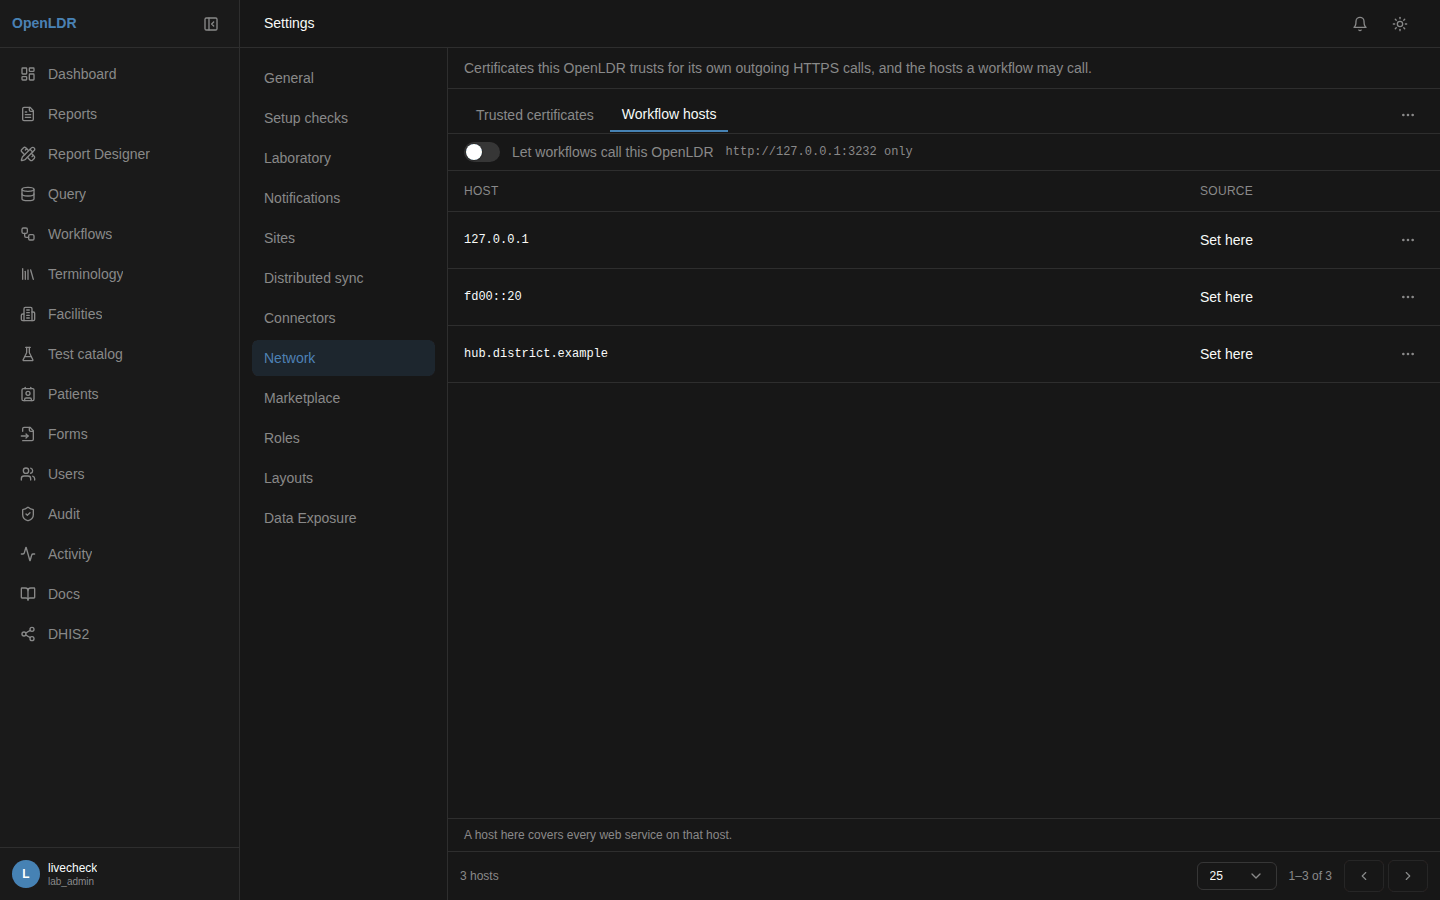 OpenLDR
Settings
Dashboard
Reports
Report Designer
Query
Workflows
Terminology
Facilities
Test catalog
Patients
Forms
Users
Audit
Activity
Docs
DHIS2
L
livecheck
lab_admin
General
Setup checks
Laboratory
Notifications
Sites
Distributed sync
Connectors
Network
Marketplace
Roles
Layouts
Data Exposure
Certificates this OpenLDR trusts for its own outgoing HTTPS calls, and the hosts a workflow may call.
Trusted certificates Workflow hosts
Let workflows call this OpenLDR http://127.0.0.1:3232 only
HOST SOURCE
127.0.0.1 Set here
fd00::20 Set here
hub.district.example Set here
A host here covers every web service on that host.
3 hosts 25 1–3 of 3